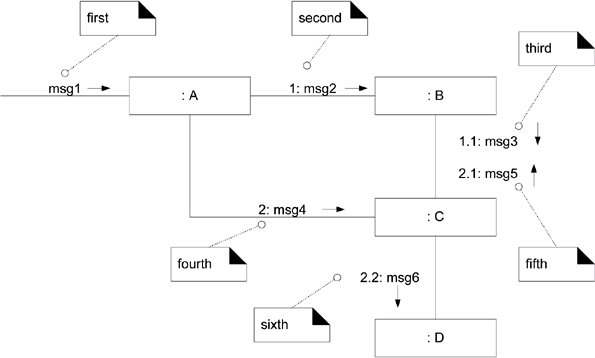 first
second
third
msg1
: A
1: msg2
: B
1.1: msg3
2.1: msg5
2: msg4
: C
fourth
fifth
2.2: msg6
sixth
: D